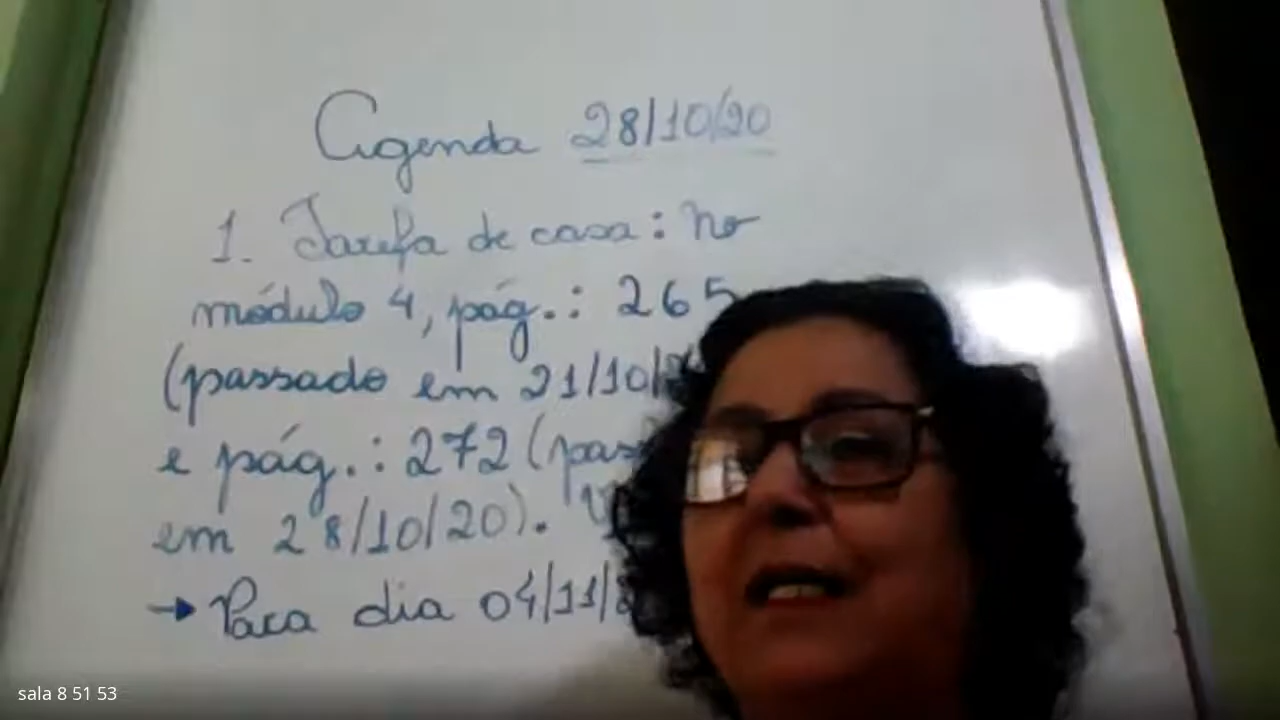 Agenda 28/10/20
1. Tarefa de casa: no
módulo 4, pág.: 265
(passado em 21/10/
e pág.: 272 (pas
em 28/10/20).
→ Para dia 04/11/
sala 8 51 53